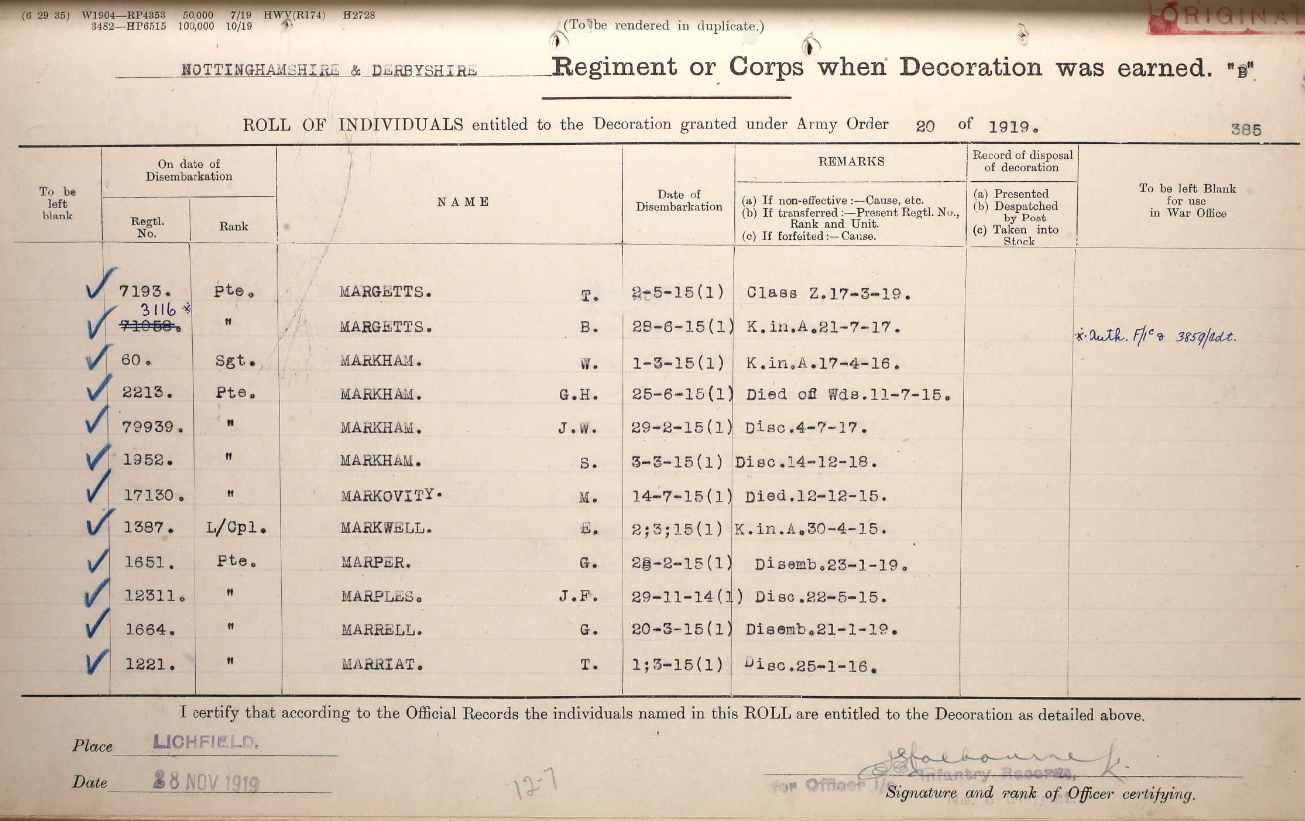 (6 29 35) W1904—RP4353 50,000 7/19 HWV(R174) H2728
3482—HP6515 100,000 10/19
(To be rendered in duplicate.)
ORIGINAL
NOTTINGHAMSHIRE & DERBYSHIRE Regiment or Corps when Decoration was earned. "B"
ROLL OF INDIVIDUALS entitled to the Decoration granted under Army Order 20 of 1919.
385
To be left blank
On date of Disembarkation
Regtl. No.
Rank
NAME
Date of Disembarkation
REMARKS
(a) If non-effective :—Cause, etc.
(b) If transferred :—Present Regtl. No., Rank and Unit.
(c) If forfeited :—Cause.
Record of disposal of decoration
(a) Presented
(b) Despatched by Post
(c) Taken into Stock
To be left Blank for use in War Office
7193. Pte. MARGETTS. T. 2-5-15(1) Class Z.17-3-19.
3116 *
71058. " MARGETTS. B. 28-6-15(1) K.in.A.21-7-17. *. Auth. 3859/Adt.
60. Sgt. MARKHAM. W. 1-3-15(1) K.in.A.17-4-16.
2213. Pte. MARKHAM. G.H. 25-6-15(1) Died of Wds.11-7-15.
79939. " MARKHAM. J.W. 29-2-15(1) Disc.4-7-17.
1952. " MARKHAM. S. 3-3-15(1) Disc.14-12-18.
17130. " MARKOVITY. M. 14-7-15(1) Died.12-12-15.
1387. L/Cpl. MARKWELL. E. 2;3;15(1) K.in.A.30-4-15.
1651. Pte. MARPER. G. 28-2-15(1) Disemb.23-1-19.
12311. " MARPLES. J.F. 29-11-14(1) Disc.22-5-15.
1664. " MARRELL. G. 20-3-15(1) Disemb.21-1-19.
1221. " MARRIAT. T. 1;3-15(1) Disc.25-1-16.
I certify that according to the Official Records the individuals named in this ROLL are entitled to the Decoration as detailed above.
Place LICHFIELD.
Date 28 NOV 1919
12-7
for Officer i/c Infantry Records,
Signature and rank of Officer certifying.